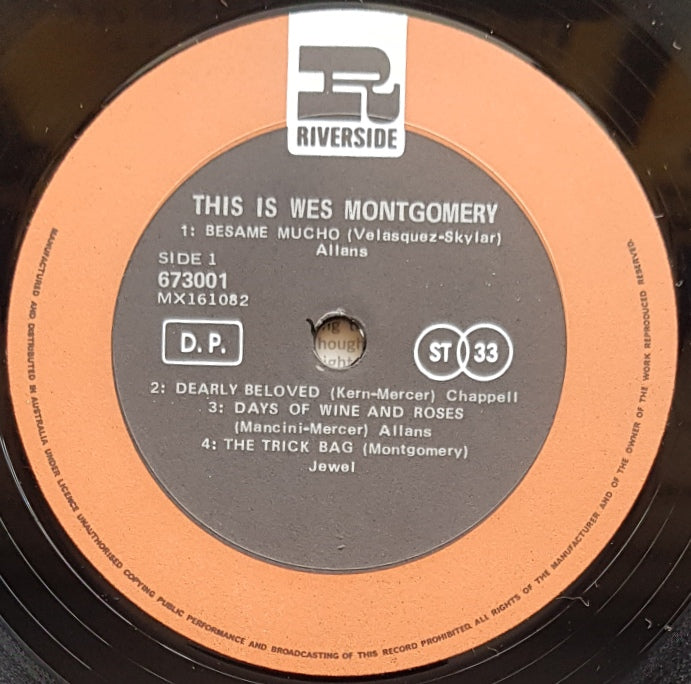 R
RIVERSIDE
THIS IS WES MONTGOMERY
1: BESAME MUCHO (Velasquez-Skylar)
Allans
SIDE 1
673001
MX161082
D. P.
ST 33
2: DEARLY BELOVED (Kern-Mercer) Chappell
3: DAYS OF WINE AND ROSES
(Mancini-Mercer) Allans
4: THE TRICK BAG (Montgomery)
Jewel
MANUFACTURED AND DISTRIBUTED IN AUSTRALIA UNDER LICENCE UNAUTHORISED COPYING PUBLIC PERFORMANCE AND BROADCASTING OF THIS RECORD PROHIBITED. ALL RIGHTS OF THE MANUFACTURER AND OF THE OWNER OF THE WORK REPRODUCED RESERVED.